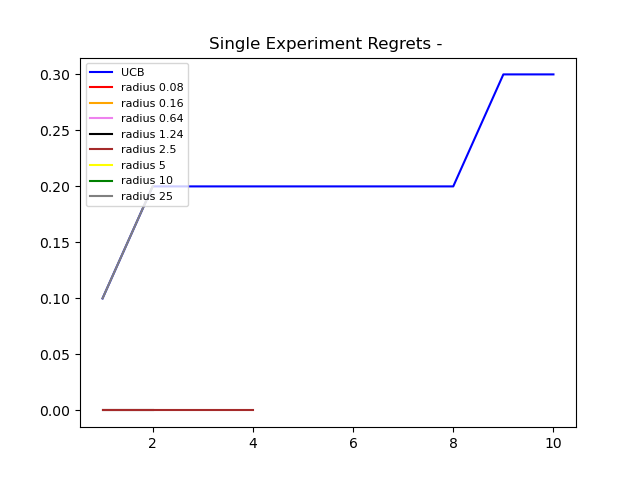 Single Experiment Regrets -
0.30
0.25
0.20
0.15
0.10
0.05
0.00
UCB
radius 0.08
radius 0.16
radius 0.64
radius 1.24
radius 2.5
radius 5
radius 10
radius 25
2 4 6 8 10